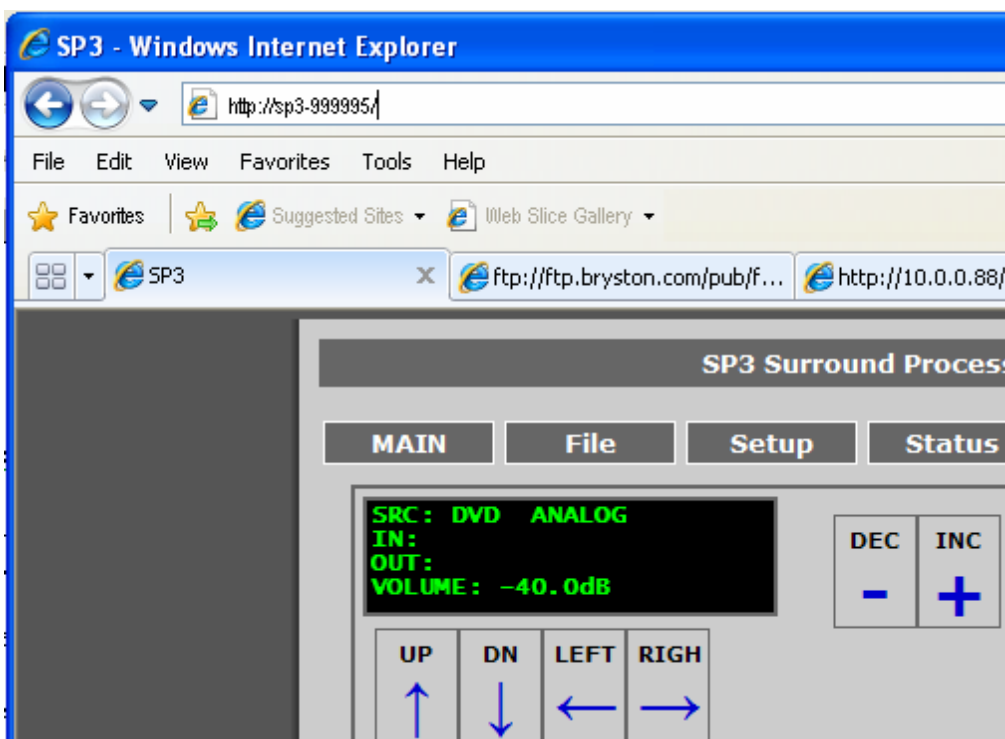 SP3 - Windows Internet Explorer
http://sp3-999995/
File Edit View Favorites Tools Help
Favorites Suggested Sites Web Slice Gallery
SP3 X ftp://ftp.bryston.com/pub/f... http://10.0.0.88/
SP3 Surround Process
MAIN File Setup Status
SRC: DVD ANALOG
IN:
OUT:
VOLUME: -40.0dB
DEC INC
- +
UP DN LEFT RIGH